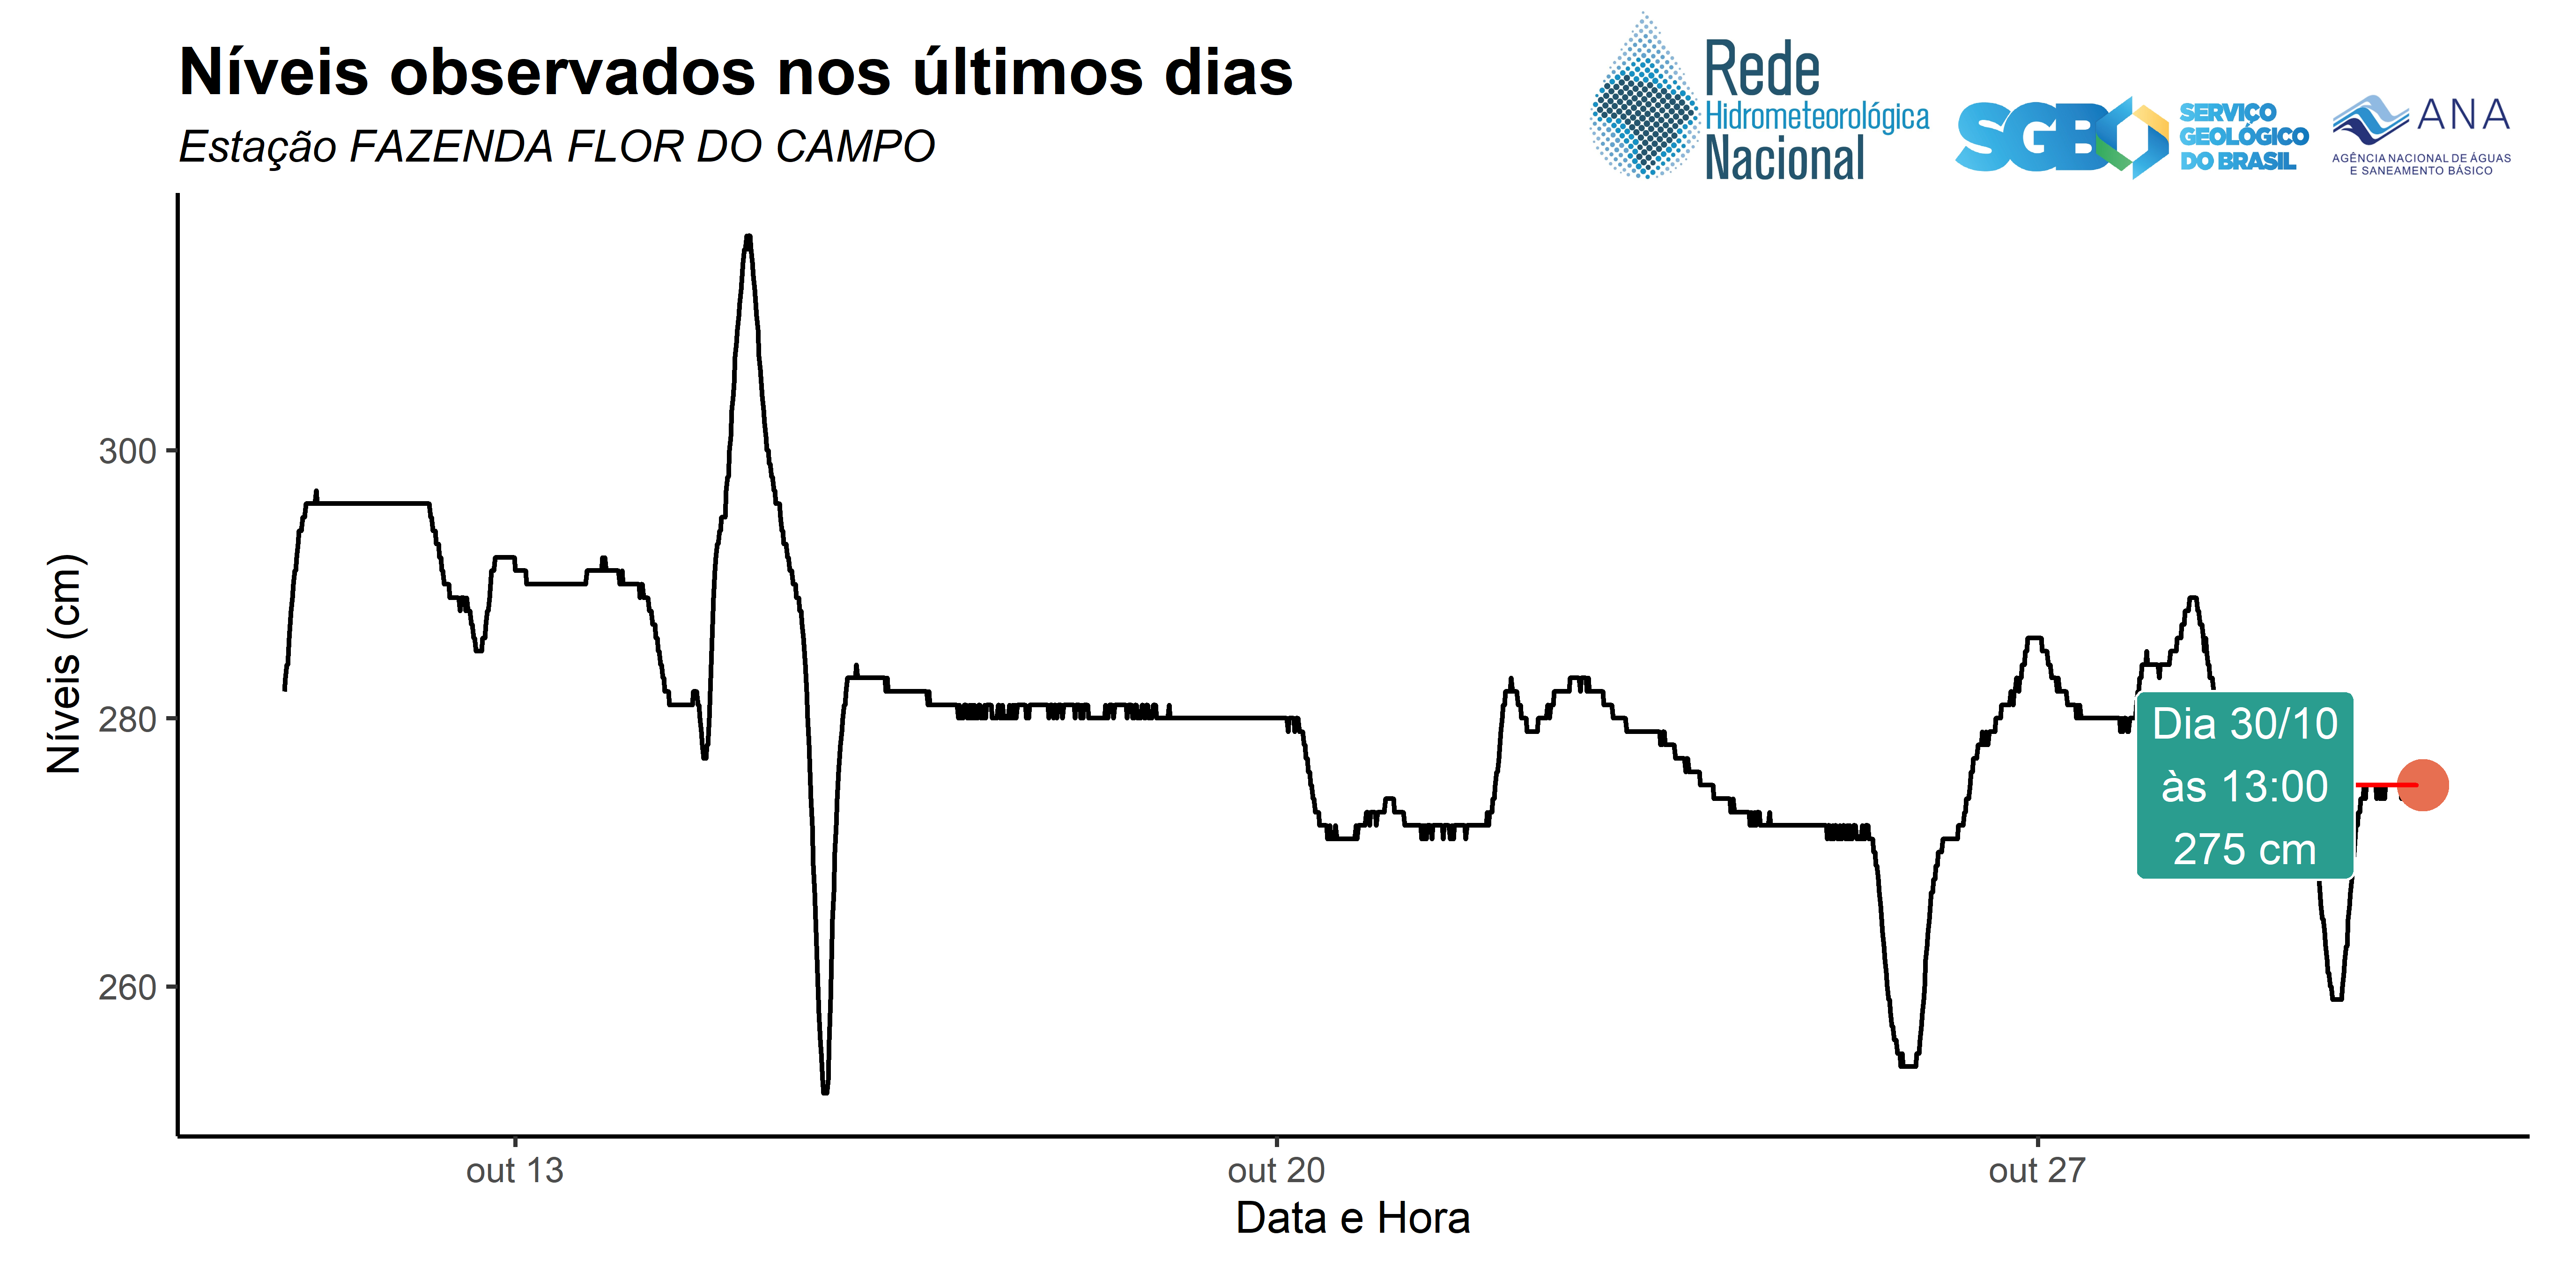 Níveis observados nos últimos dias
Estação FAZENDA FLOR DO CAMPO
Rede
Hidrometeorológica
Nacional
SGB
SERVIÇO
GEOLÓGICO
DO BRASIL
ANA
AGÊNCIA NACIONAL DE ÁGUAS
E SANEAMENTO BÁSICO
Níveis (cm)
300
280
260
Dia 30/10
às 13:00
275 cm
out 13
out 20
out 27
Data e Hora